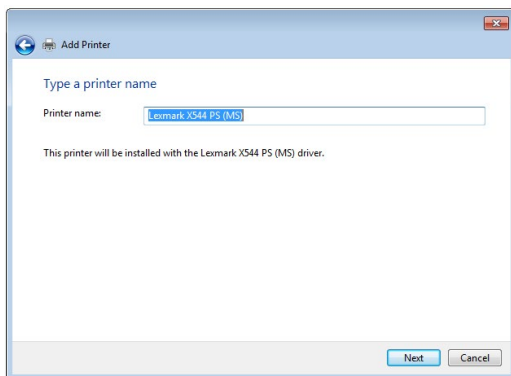 Add Printer
Type a printer name
Printer name: Lexmark X544 PS (MS)
This printer will be installed with the Lexmark X544 PS (MS) driver.
Next Cancel